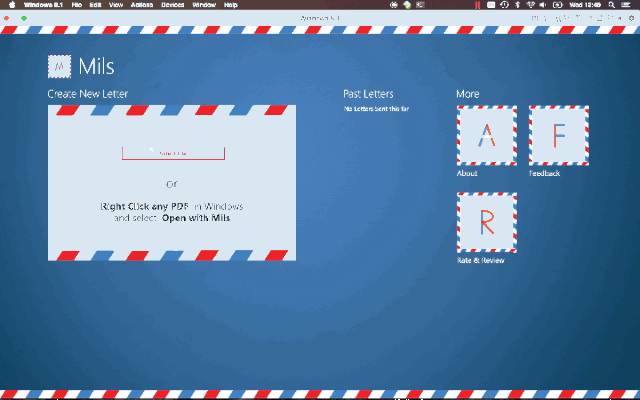 Windows 8.1 File Edit View Actions Devices Window Help
Wed 12:49
Windows 8.1
M Mils
Create New Letter
or
Right Click any PDF in Windows
and select Open with Mils
Past Letters
No Letters Sent this far
More
A
About
F
Feedback
R
Rate & Review